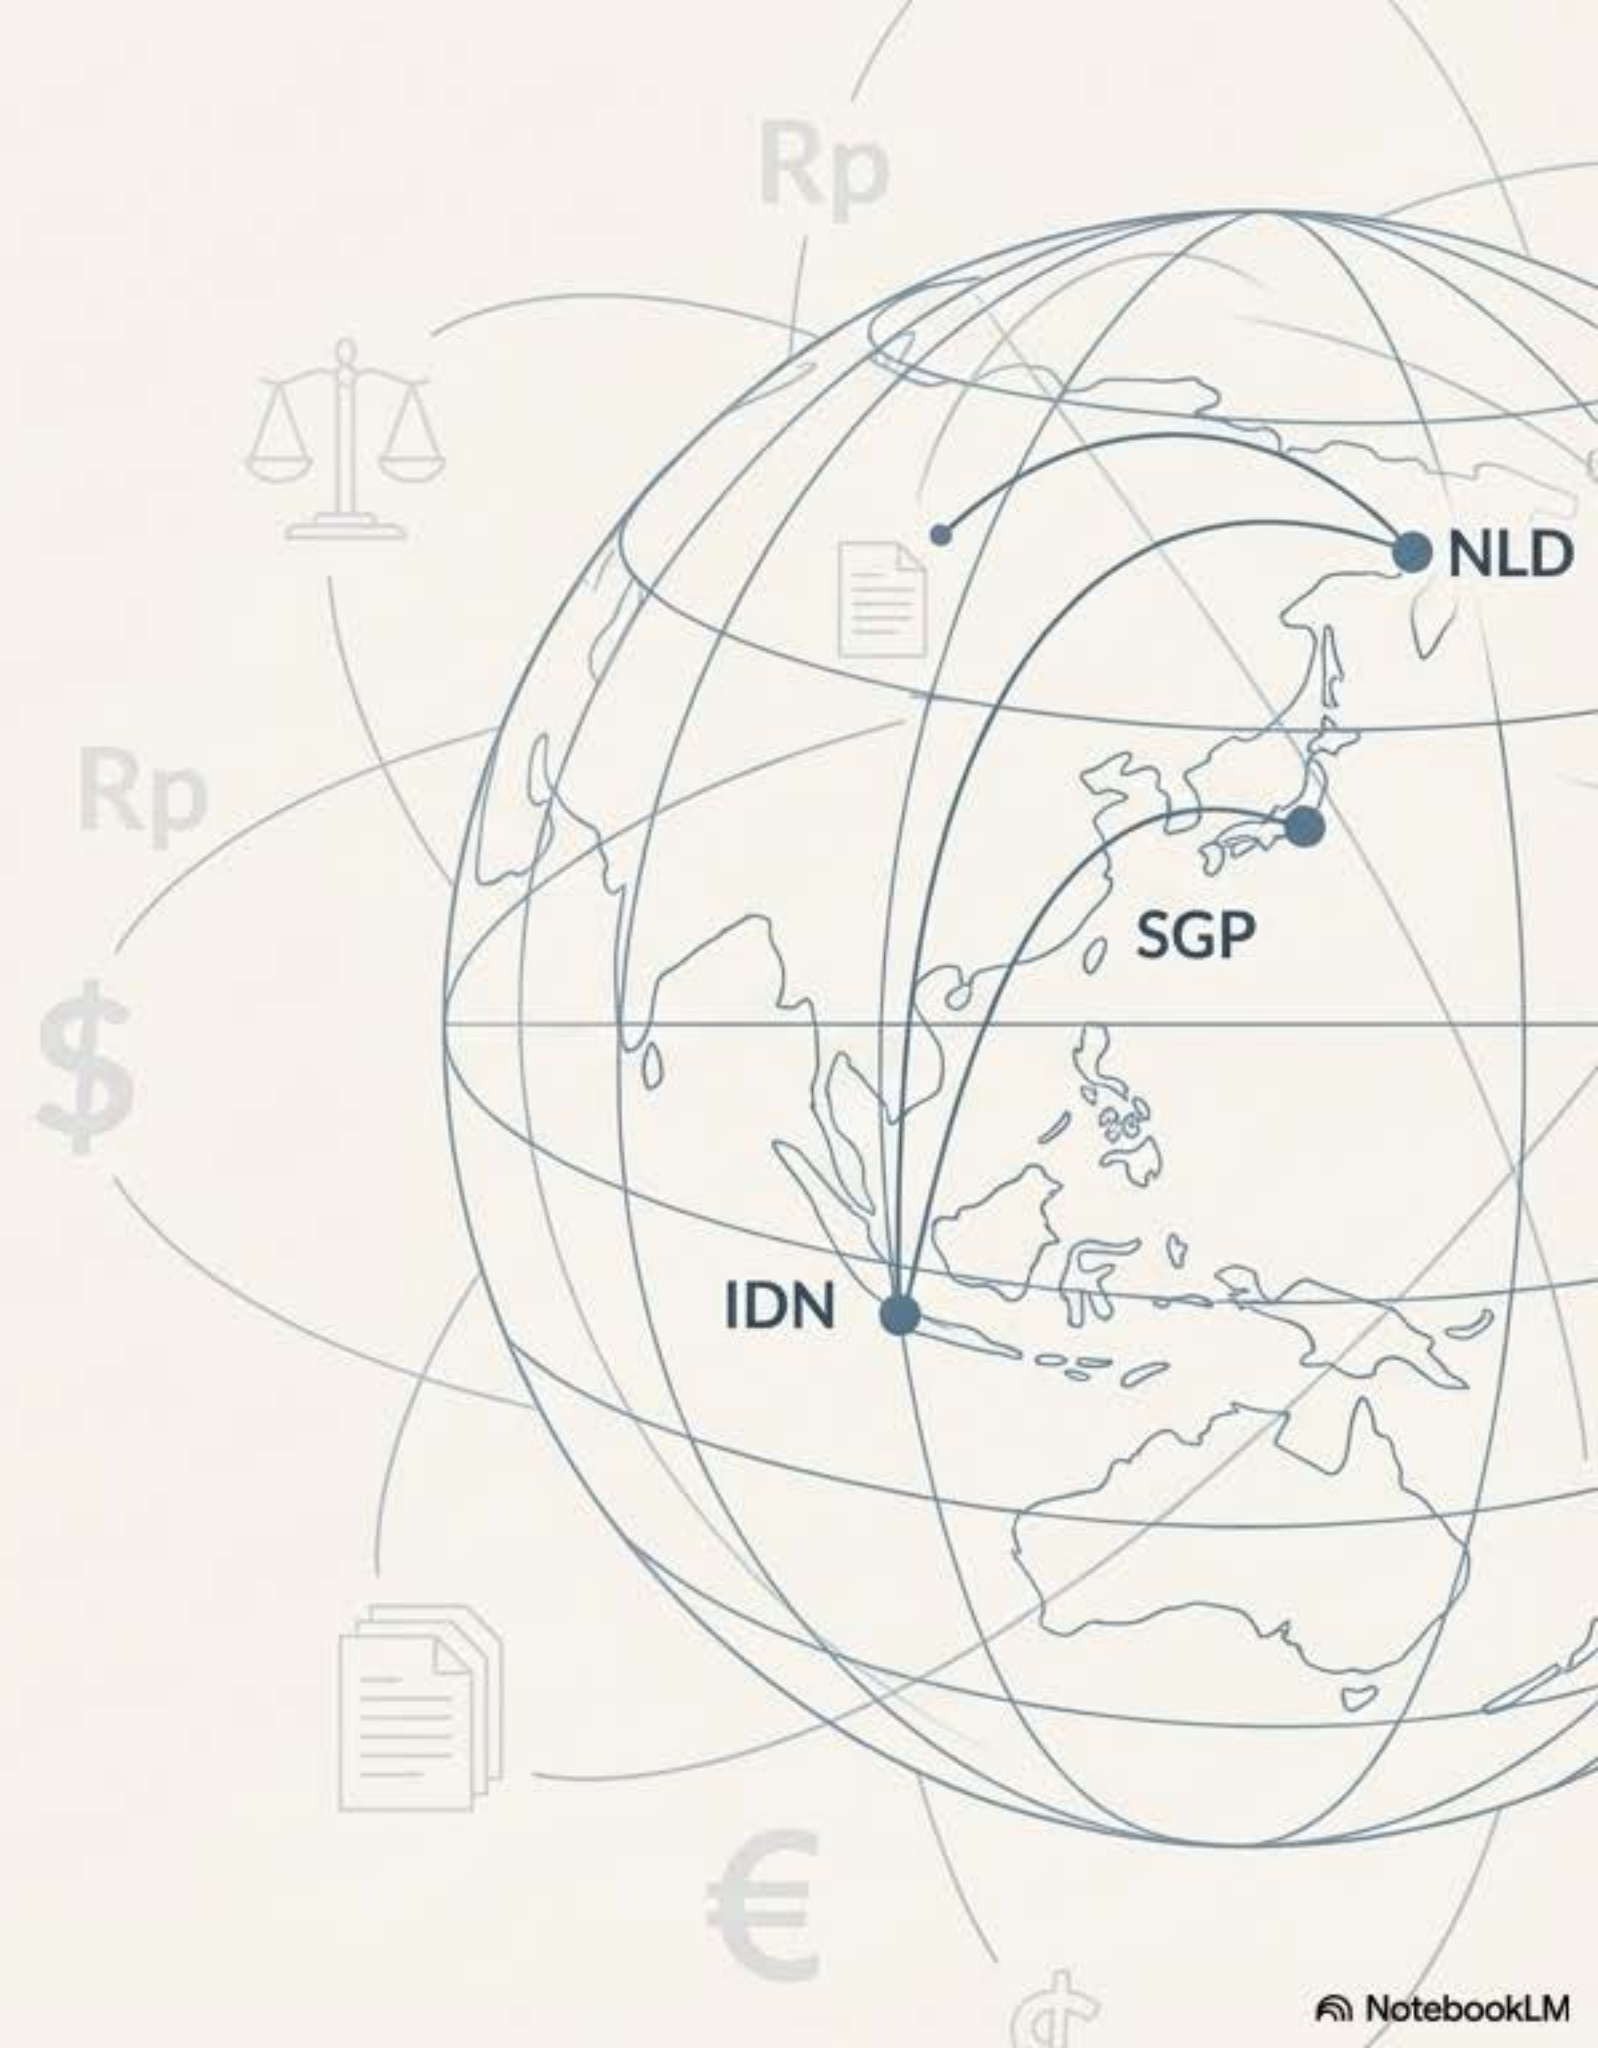 Rp
NLD
Rp
SGP
$
IDN
€
¢
NotebookLM